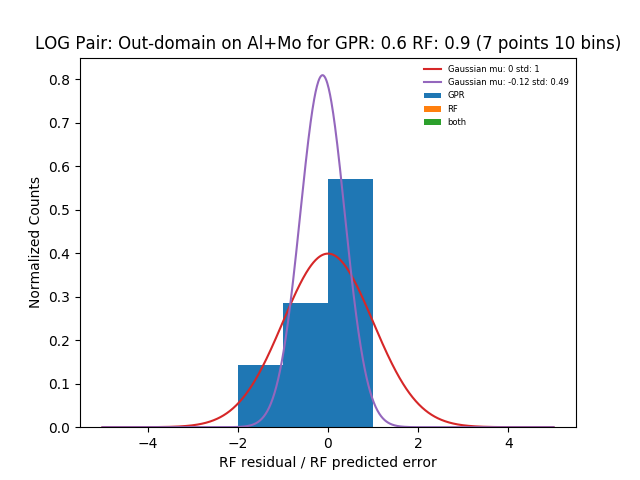 LOG Pair: Out-domain on Al+Mo for GPR: 0.6 RF: 0.9 (7 points 10 bins)
Gaussian mu: 0 std: 1
Gaussian mu: -0.12 std: 0.49
GPR
RF
both
Normalized Counts
0.8
0.7
0.6
0.5
0.4
0.3
0.2
0.1
0.0
−4 −2 0 2 4
RF residual / RF predicted error